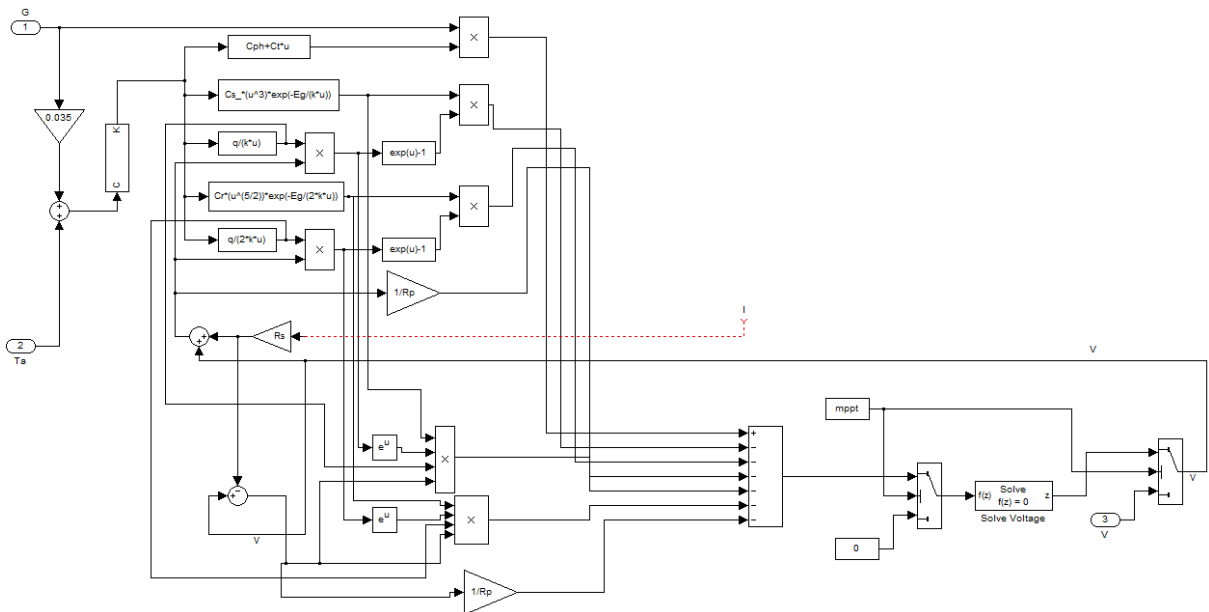 G
1
Cph+Ct*u
×
Cs_*(u^3)*exp(-Eg/(k*u))
×
0.035
K
C
q/(k*u)
×
exp(u)-1
Cr*(u^(5/2))*exp(-Eg/(2*k*u))
×
+
+
q/(2*k*u)
×
exp(u)-1
1/Rp
I
Rs
+
+
2
Ta
V
mppt
e^u
×
+
−
−
−
−
−
−
+
−
V
e^u
×
f(z)
Solve
f(z) = 0
z
Solve Voltage
V
3
V
0
1/Rp